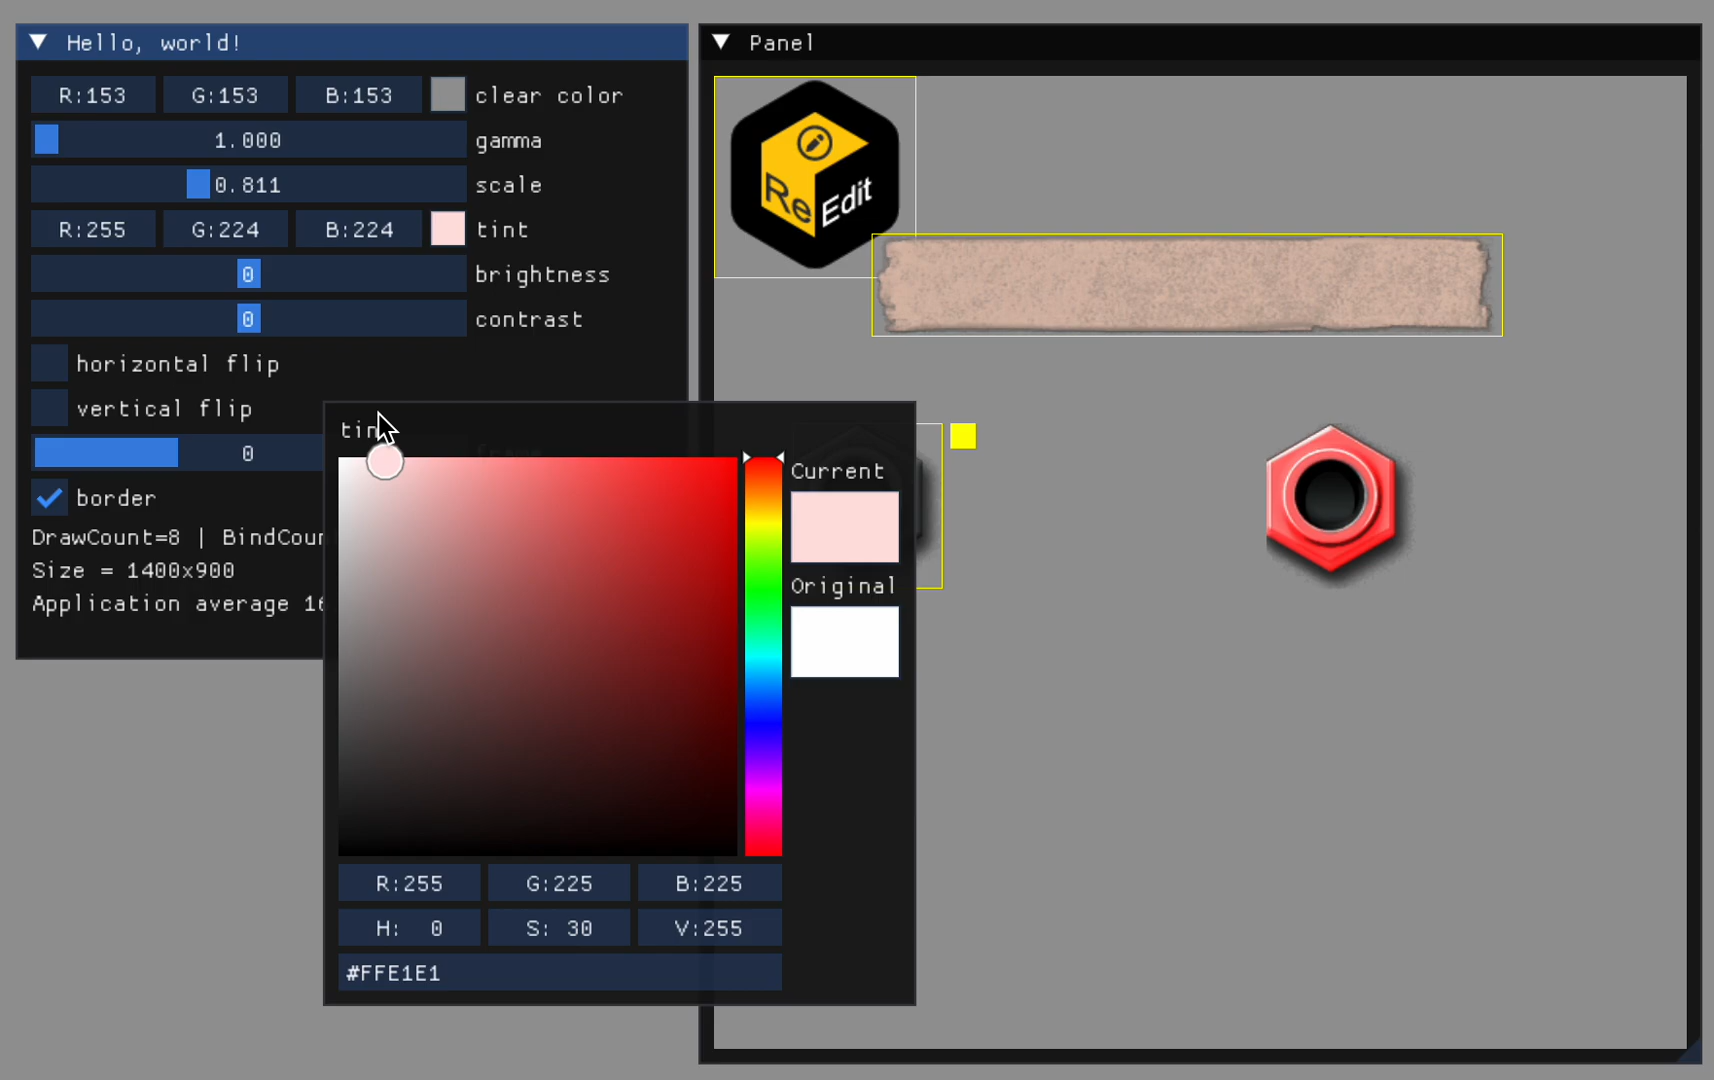 Hello, world!
R:153 G:153 B:153 clear color
1.000 gamma
0.811 scale
R:255 G:224 B:224 tint
0 brightness
0 contrast
horizontal flip
vertical flip
0
border
DrawCount=8 |
Size = 1400x900
Application average
Panel
Re Edit
Current
Original
R:255 G:225 B:225
H: 0 S: 30 V:255
#FFE1E1